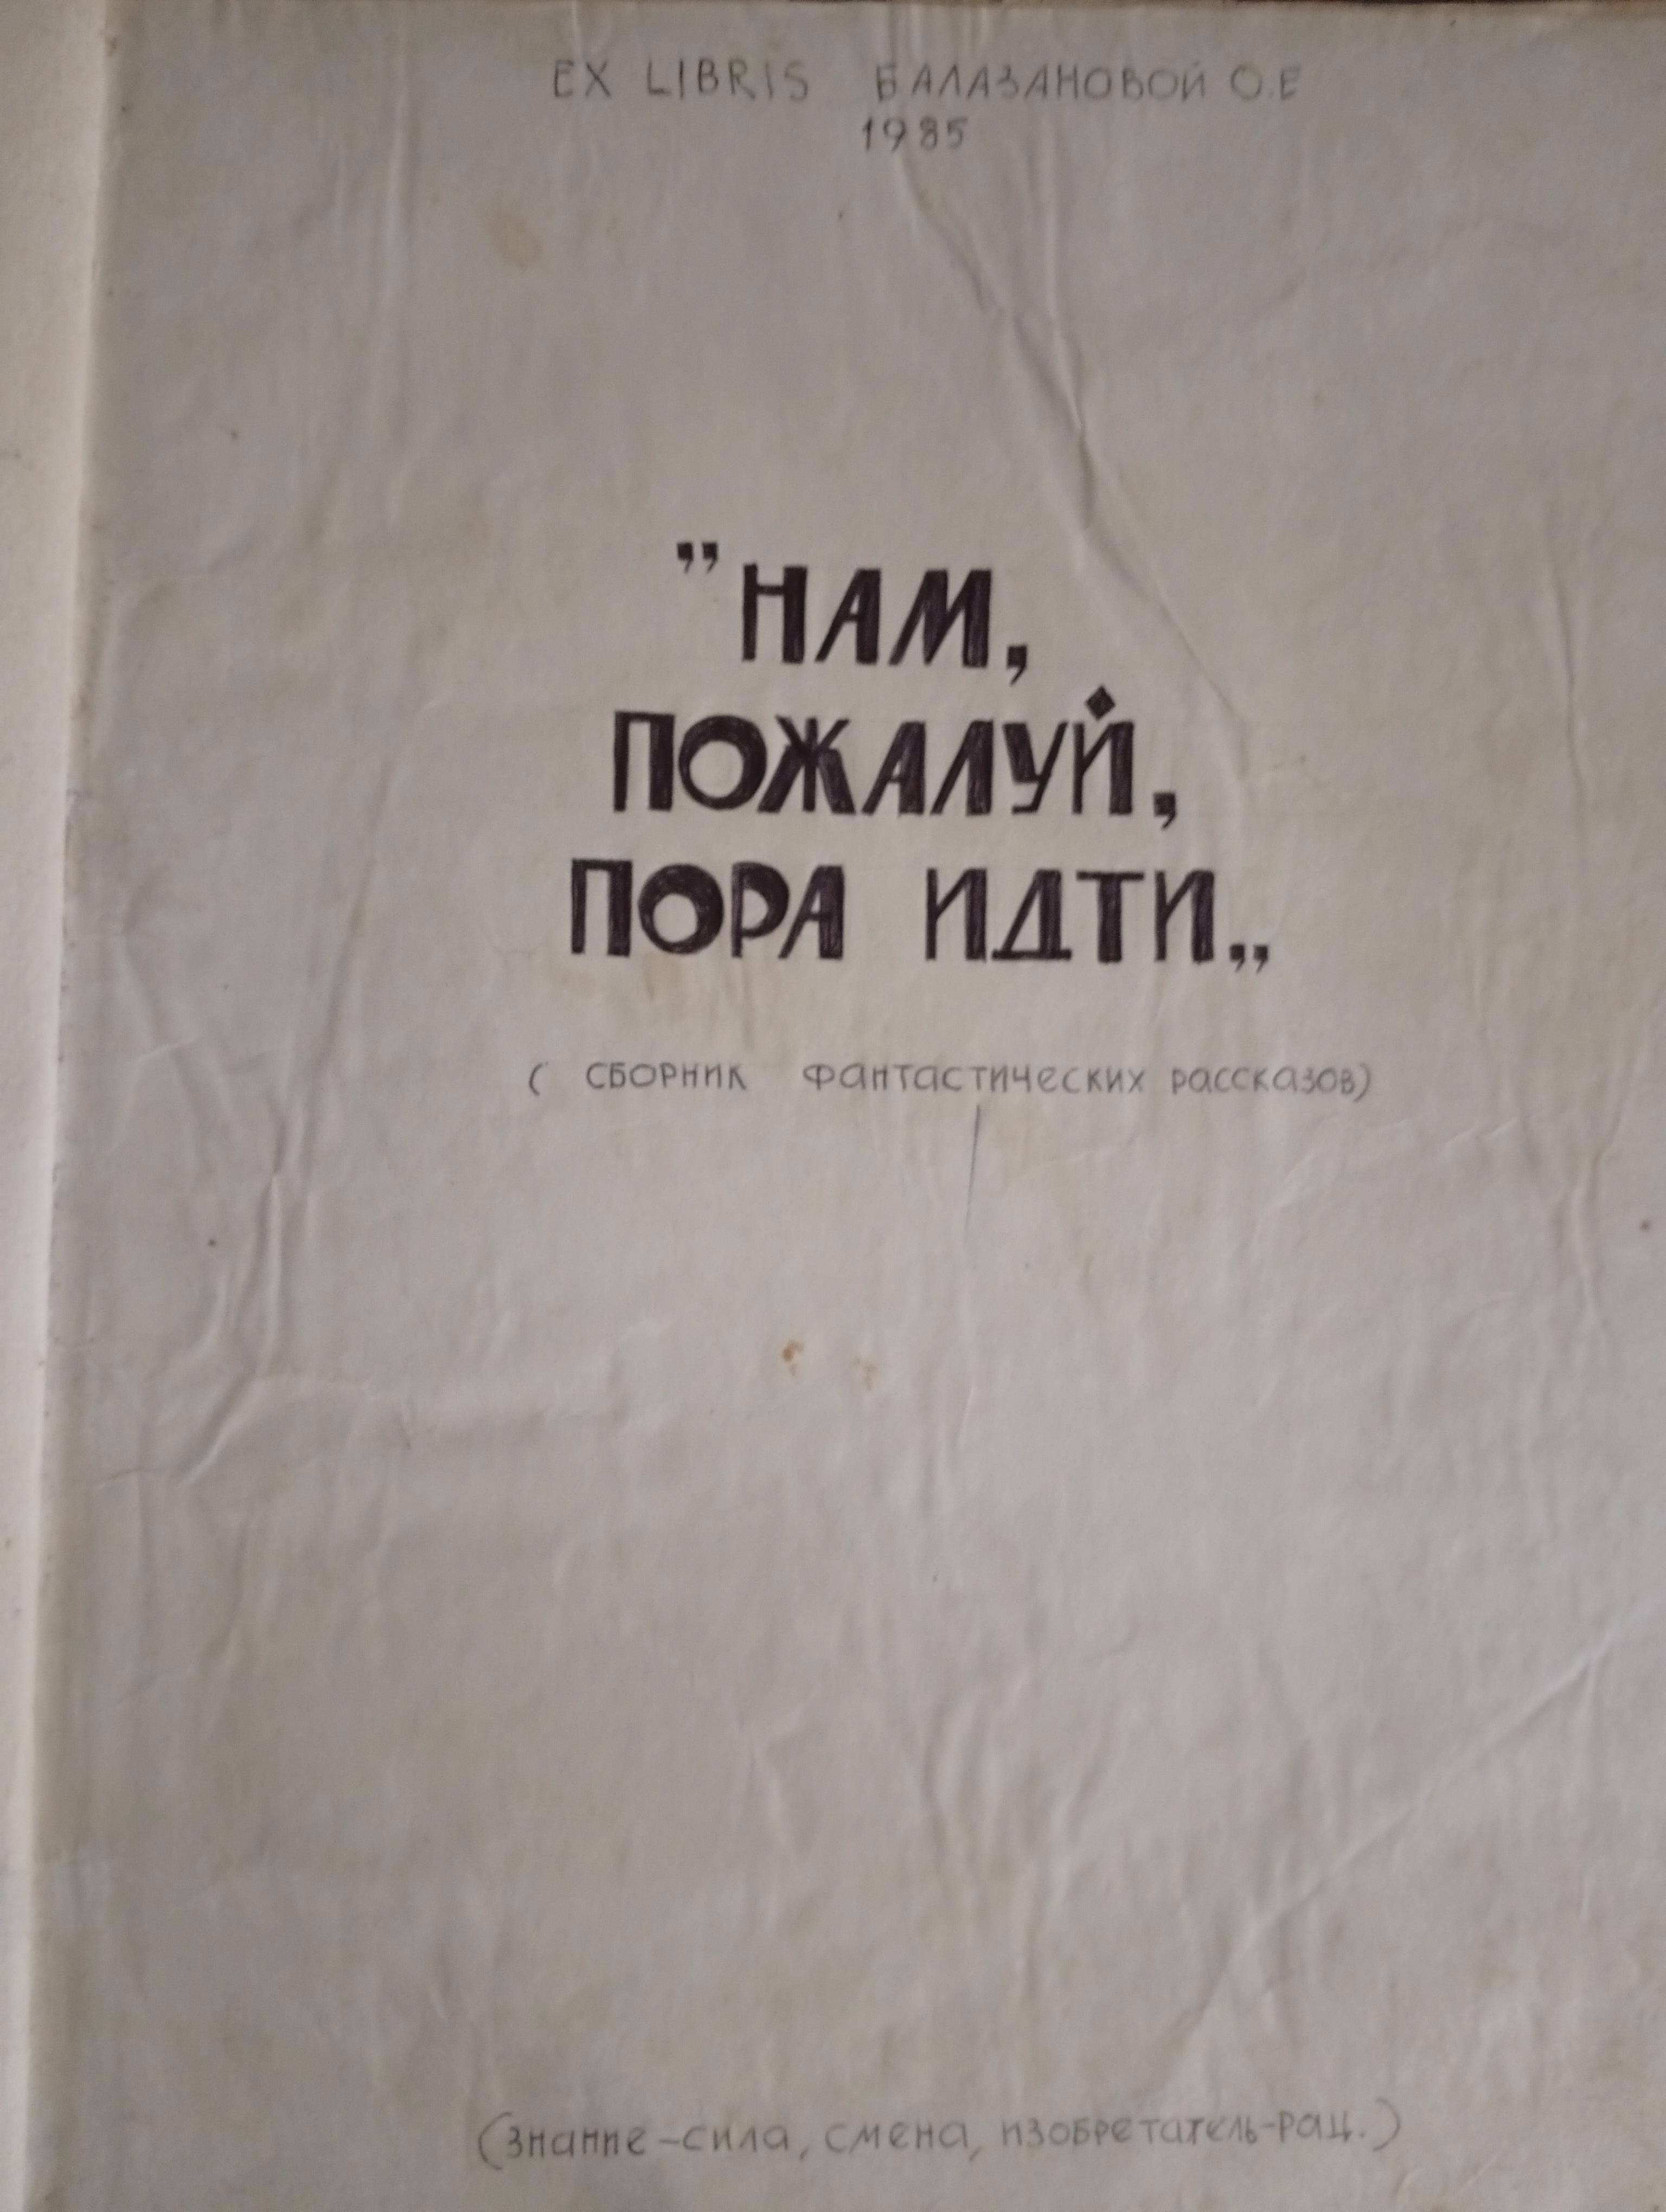 EX LIBRIS БАЛАЗАНОВОЙ О.Е
1985
"НАМ,
ПОЖАЛУЙ,
ПОРА ИДТИ„
( СБОРНИК фантастических рассказов)
(знание-сила, смена, изобретатель-рац.)